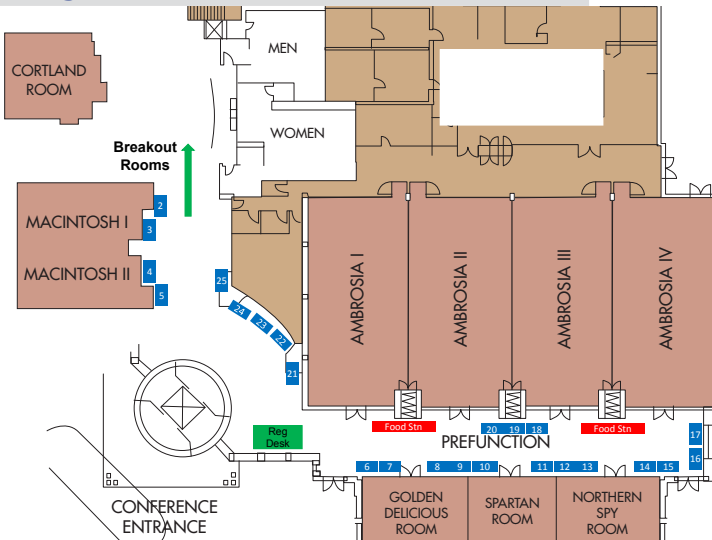 MEN
CORTLAND
ROOM
WOMEN
Breakout
Rooms
2
MACINTOSH I
3
MACINTOSH II
4
5
25
24
23
22
21
AMBROSIA I
AMBROSIA II
AMBROSIA III
AMBROSIA IV
Reg
Desk
Food Stn
20
19
18
Food Stn
17
PREFUNCTION
16
6
7
8
9
10
11
12
13
14
15
CONFERENCE
ENTRANCE
GOLDEN
DELICIOUS
ROOM
SPARTAN
ROOM
NORTHERN
SPY
ROOM